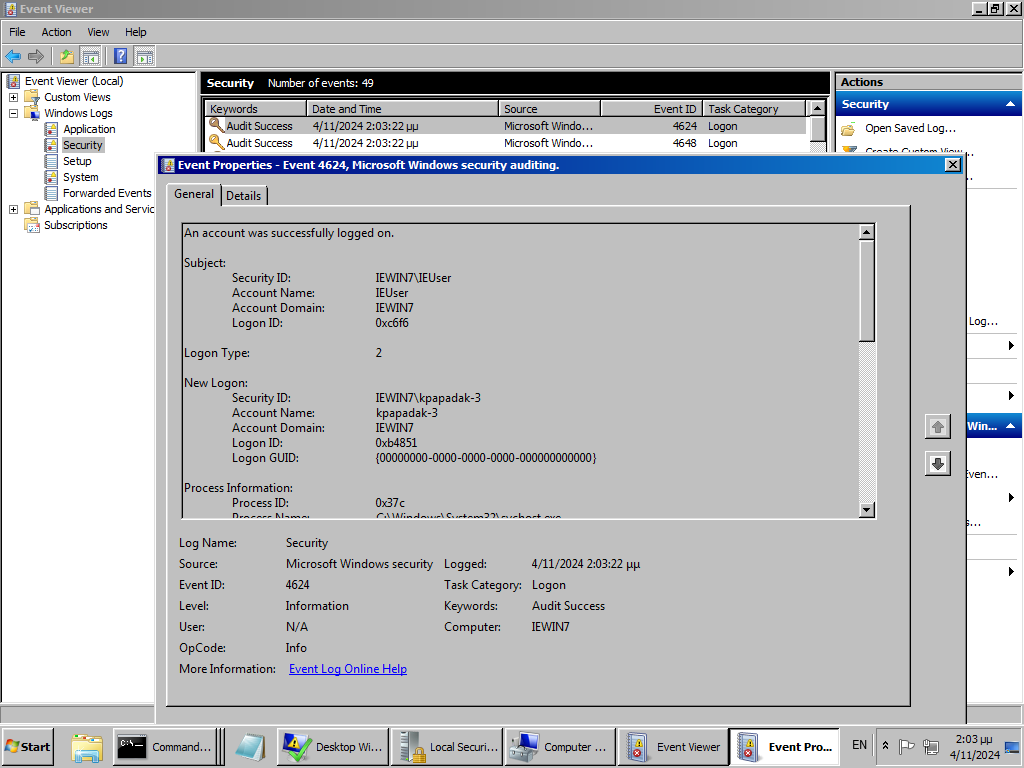 Event Viewer
File Action View Help
Event Viewer (Local)
Custom Views
Windows Logs
Application
Security
Setup
System
Forwarded Events
Applications and Servic
Subscriptions
Security Number of events: 49
Keywords Date and Time Source Event ID Task Category
Audit Success 4/11/2024 2:03:22 μμ Microsoft Windo... 4624 Logon
Audit Success 4/11/2024 2:03:22 μμ Microsoft Windo... 4648 Logon
Actions
Security
Open Saved Log...
Create Custom View...
Log...
Win...
Even...
s...
Event Properties - Event 4624, Microsoft Windows security auditing.
General Details
An account was successfully logged on.
Subject:
Security ID: IEWIN7\IEUser
Account Name: IEUser
Account Domain: IEWIN7
Logon ID: 0xc6f6
Logon Type: 2
New Logon:
Security ID: IEWIN7\kpapadak-3
Account Name: kpapadak-3
Account Domain: IEWIN7
Logon ID: 0xb4851
Logon GUID: {00000000-0000-0000-0000-000000000000}
Process Information:
Process ID: 0x37c
Process Name: C:\Windows\System32\svchost.exe
Log Name: Security
Source: Microsoft Windows security Logged: 4/11/2024 2:03:22 μμ
Event ID: 4624 Task Category: Logon
Level: Information Keywords: Audit Success
User: N/A Computer: IEWIN7
OpCode: Info
More Information: Event Log Online Help
Start Command... Desktop Wi... Local Securi... Computer ... Event Viewer Event Pro... EN 2:03 μμ
4/11/2024